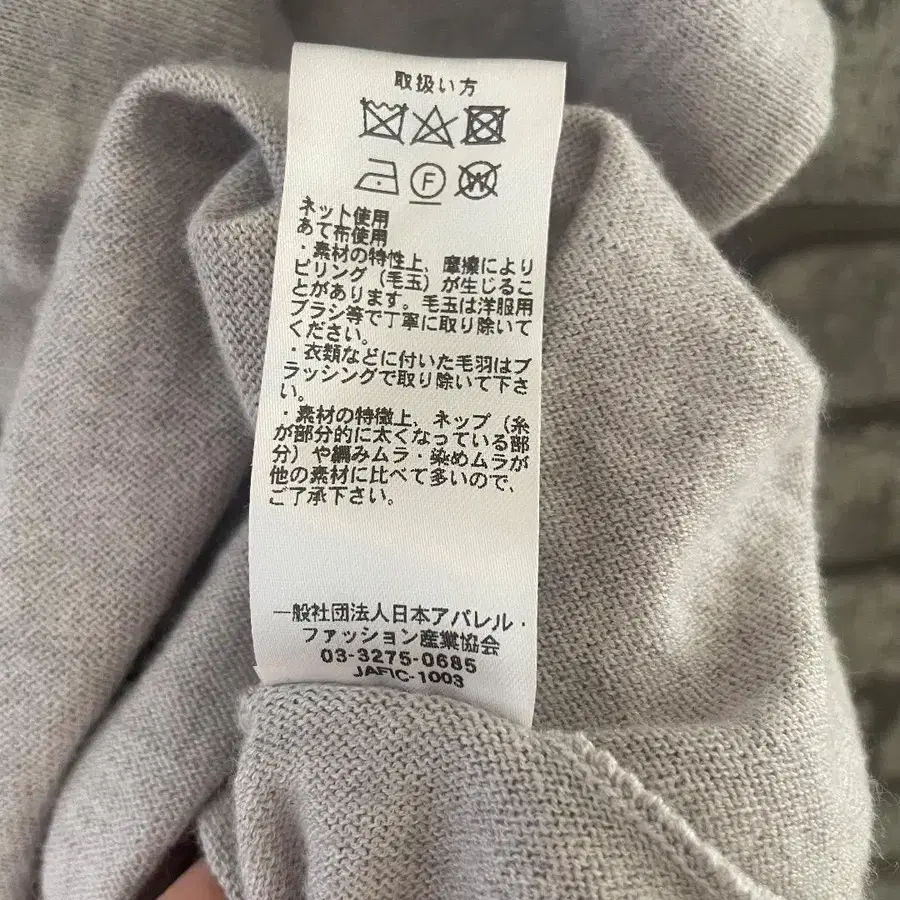 取扱い方
F
W
ネット使用
あて布使用
・素材の特性上、摩擦により
ピリング（毛玉）が生じるこ
とがあります。毛玉は洋服用
ブラシ等で丁寧に取り除いて
ください。
・衣類などに付いた毛羽はブ
ラッシングで取り除いて下さ
い。
・素材の特徴上、ネップ（糸
が部分的に太くなっている部
分）や編みムラ・染めムラが
他の素材に比べて多いので、
ご了承下さい。
一般社団法人日本アパレル・
ファッション産業協会
03-3275-0685
JAFIC-1003